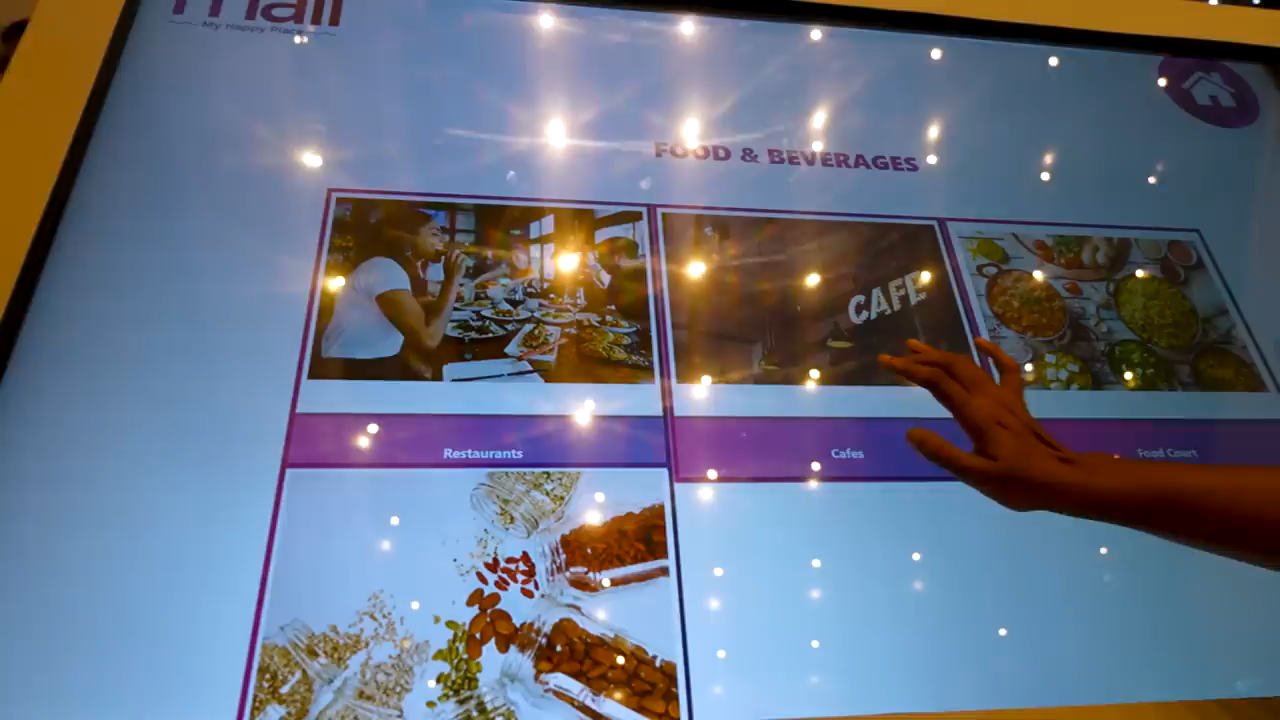 mall
My Happy Place
FOOD & BEVERAGES
CAFE
Restaurants
Cafes
Food Court